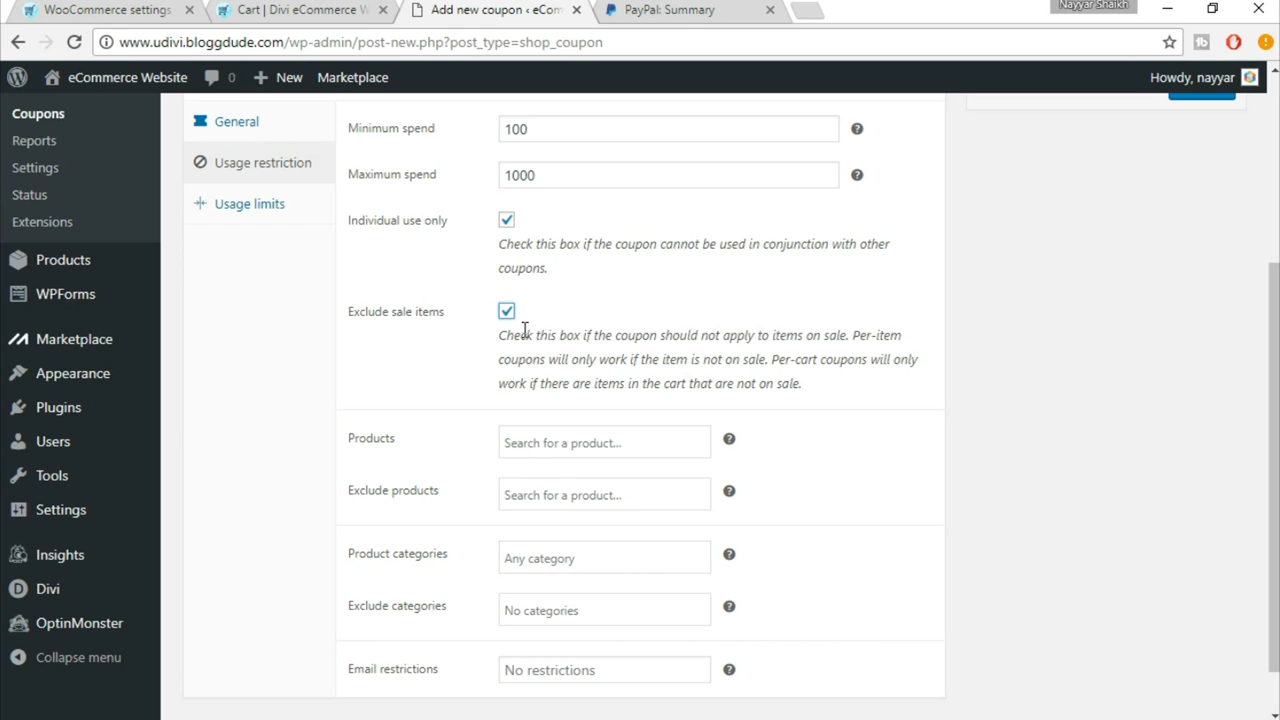 WooCommerce settings
Cart | Divi eCommerce W
Add new coupon ‹ eCom
PayPal: Summary
Nayyar Shaikh
www.udivi.bloggdude.com/wp-admin/post-new.php?post_type=shop_coupon
eCommerce Website
0
New
Marketplace
Howdy, nayyar
Coupons
Reports
Settings
Status
Extensions
Products
WPForms
Marketplace
Appearance
Plugins
Users
Tools
Settings
Insights
Divi
OptinMonster
Collapse menu
General
Usage restriction
Usage limits
Minimum spend
100
Maximum spend
1000
Individual use only
Check this box if the coupon cannot be used in conjunction with other
coupons.
Exclude sale items
Check this box if the coupon should not apply to items on sale. Per-item
coupons will only work if the item is not on sale. Per-cart coupons will only
work if there are items in the cart that are not on sale.
Products
Search for a product...
Exclude products
Search for a product...
Product categories
Any category
Exclude categories
No categories
Email restrictions
No restrictions